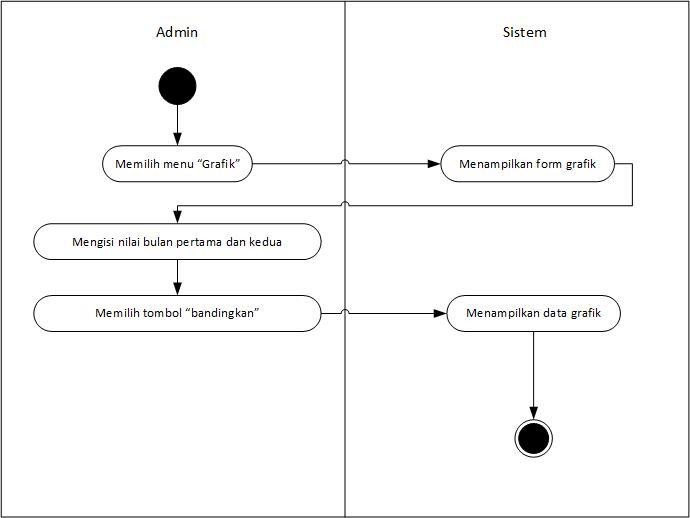 Admin
Sistem
Memilih menu “Grafik”
Menampilkan form grafik
Mengisi nilai bulan pertama dan kedua
Memilih tombol “bandingkan”
Menampilkan data grafik